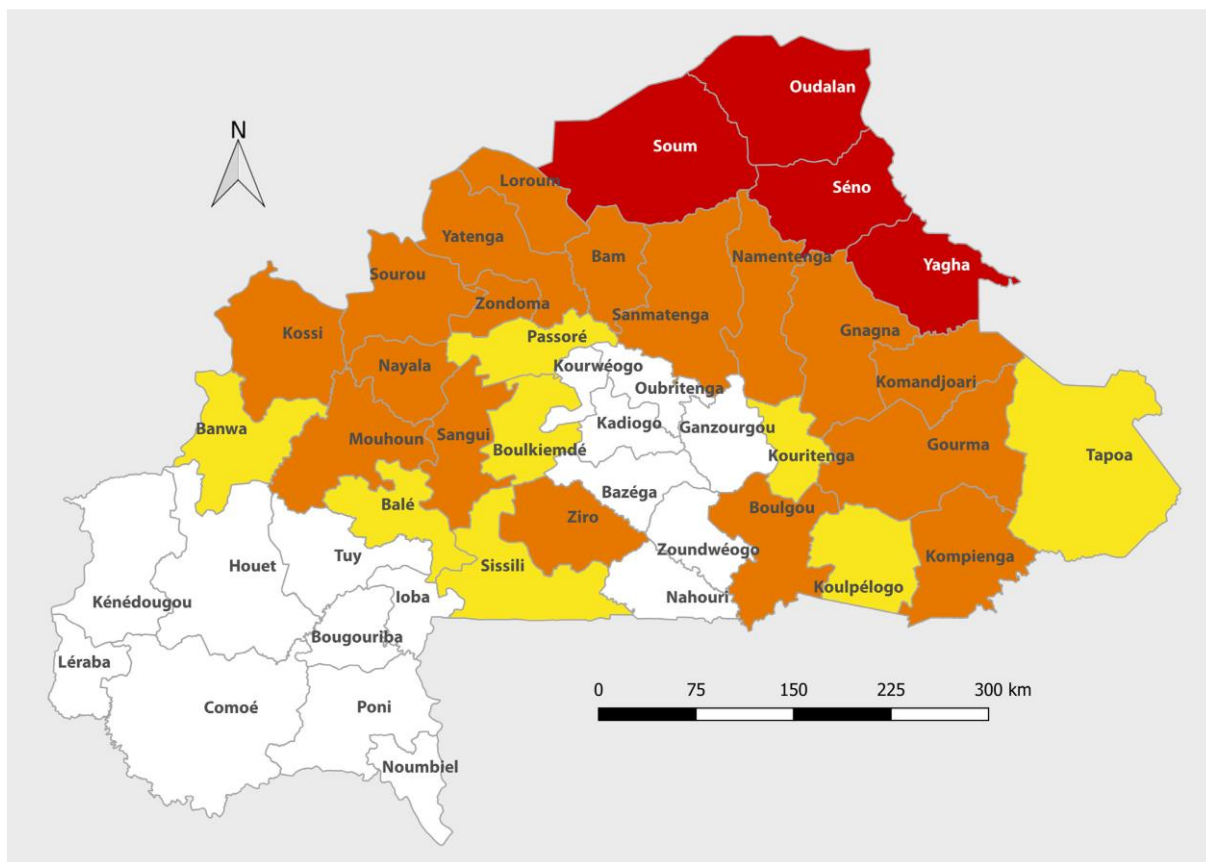 Oudalan
N
Soum
Loroum
Séno
Yatenga
Bam
Namentenga
Yagha
Sourou
Zondoma
Sanmatenga
Kossi
Passoré
Gnagna
Nayala
Kourwéogo
Komandjoari
Oubritenga
Banwa
Mouhoun
Sangui
Kadiogo
Ganzourgou
Gourma
Boulkiemdé
Kouritenga
Tapoa
Balé
Bazéga
Boulgou
Ziro
Tuy
Zoundwéogo
Kompienga
Houet
Sissili
Koulpélogo
Kénédougou
Ioba
Nahouri
Bougouriba
Léraba
0 75 150 225 300 km
Comoé
Poni
Noumbiel